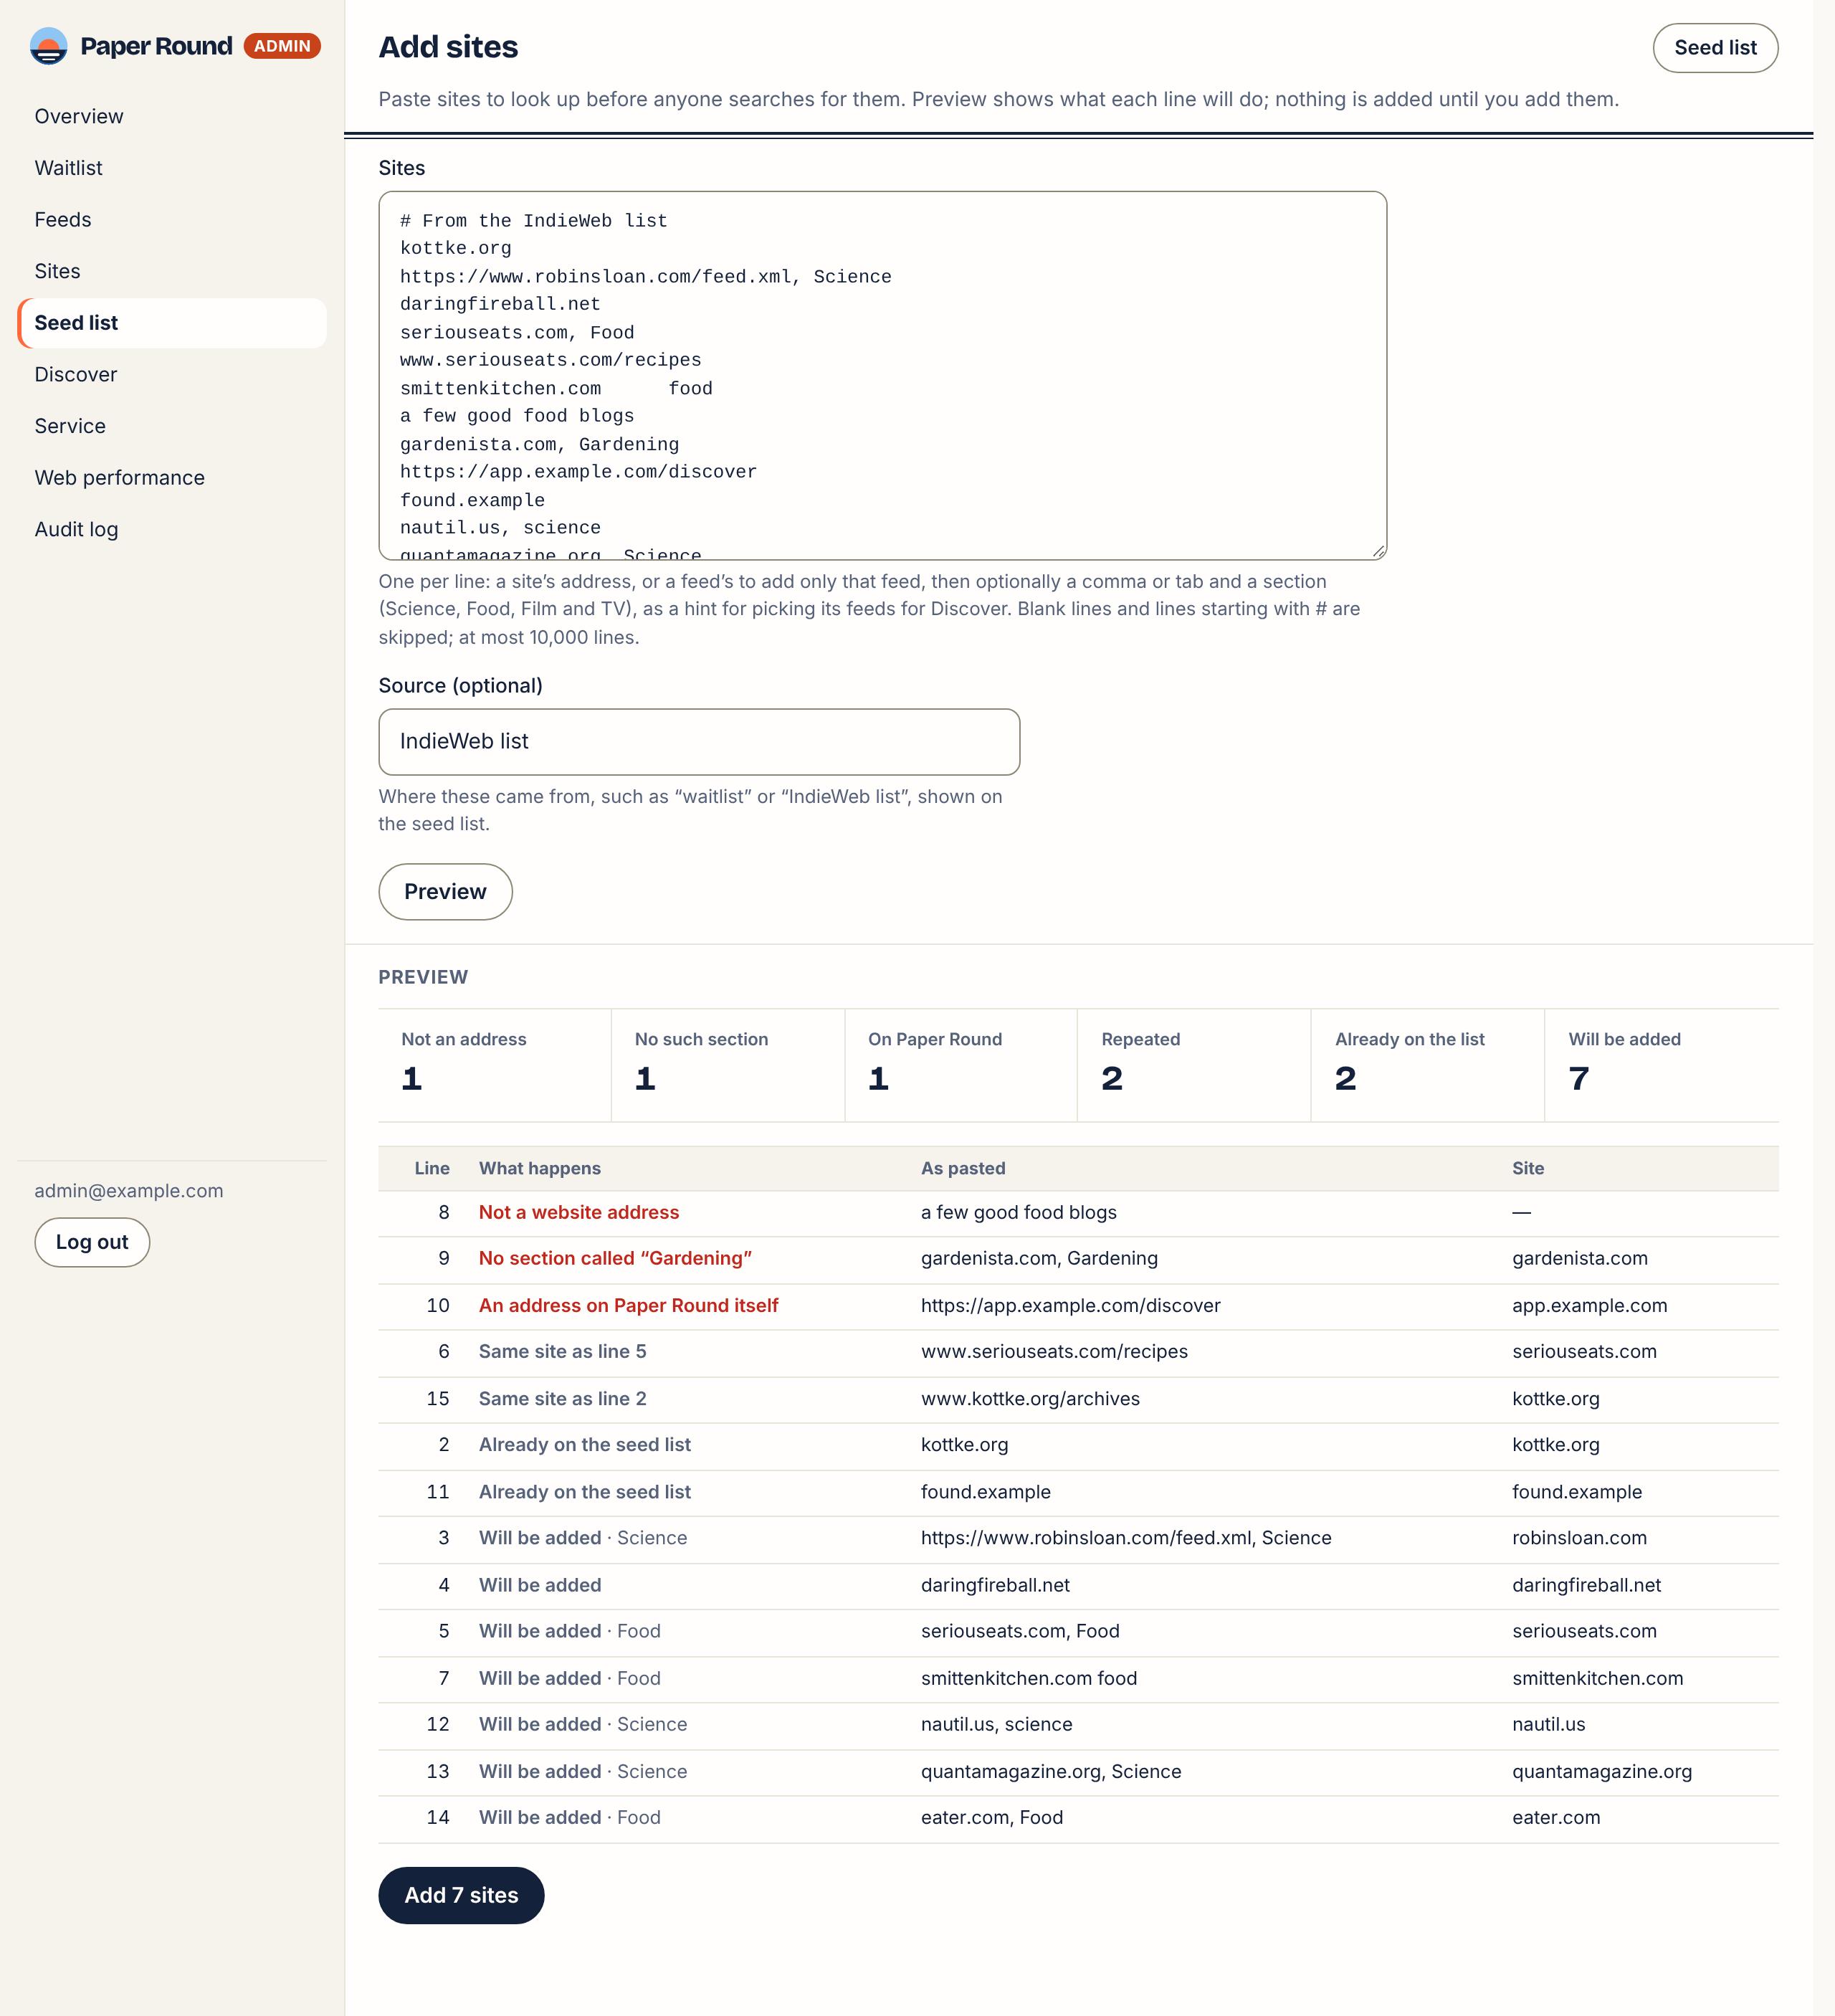 Paper Round ADMIN
Overview
Waitlist
Feeds
Sites
Seed list
Discover
Service
Web performance
Audit log
admin@example.com
Log out
Add sites
Seed list
Paste sites to look up before anyone searches for them. Preview shows what each line will do; nothing is added until you add them.
Sites
# From the IndieWeb list
kottke.org
https://www.robinsloan.com/feed.xml, Science
daringfireball.net
seriouseats.com, Food
www.seriouseats.com/recipes
smittenkitchen.com food
a few good food blogs
gardenista.com, Gardening
https://app.example.com/discover
found.example
nautil.us, science
quantamagazine.org, Science
One per line: a site’s address, or a feed’s to add only that feed, then optionally a comma or tab and a section
(Science, Food, Film and TV), as a hint for picking its feeds for Discover. Blank lines and lines starting with # are
skipped; at most 10,000 lines.
Source (optional)
IndieWeb list
Where these came from, such as “waitlist” or “IndieWeb list”, shown on
the seed list.
Preview
PREVIEW
Not an address
1
No such section
1
On Paper Round
1
Repeated
2
Already on the list
2
Will be added
7
Line What happens As pasted Site
8 Not a website address a few good food blogs —
9 No section called “Gardening” gardenista.com, Gardening gardenista.com
10 An address on Paper Round itself https://app.example.com/discover app.example.com
6 Same site as line 5 www.seriouseats.com/recipes seriouseats.com
15 Same site as line 2 www.kottke.org/archives kottke.org
2 Already on the seed list kottke.org kottke.org
11 Already on the seed list found.example found.example
3 Will be added · Science https://www.robinsloan.com/feed.xml, Science robinsloan.com
4 Will be added daringfireball.net daringfireball.net
5 Will be added · Food seriouseats.com, Food seriouseats.com
7 Will be added · Food smittenkitchen.com food smittenkitchen.com
12 Will be added · Science nautil.us, science nautil.us
13 Will be added · Science quantamagazine.org, Science quantamagazine.org
14 Will be added · Food eater.com, Food eater.com
Add 7 sites